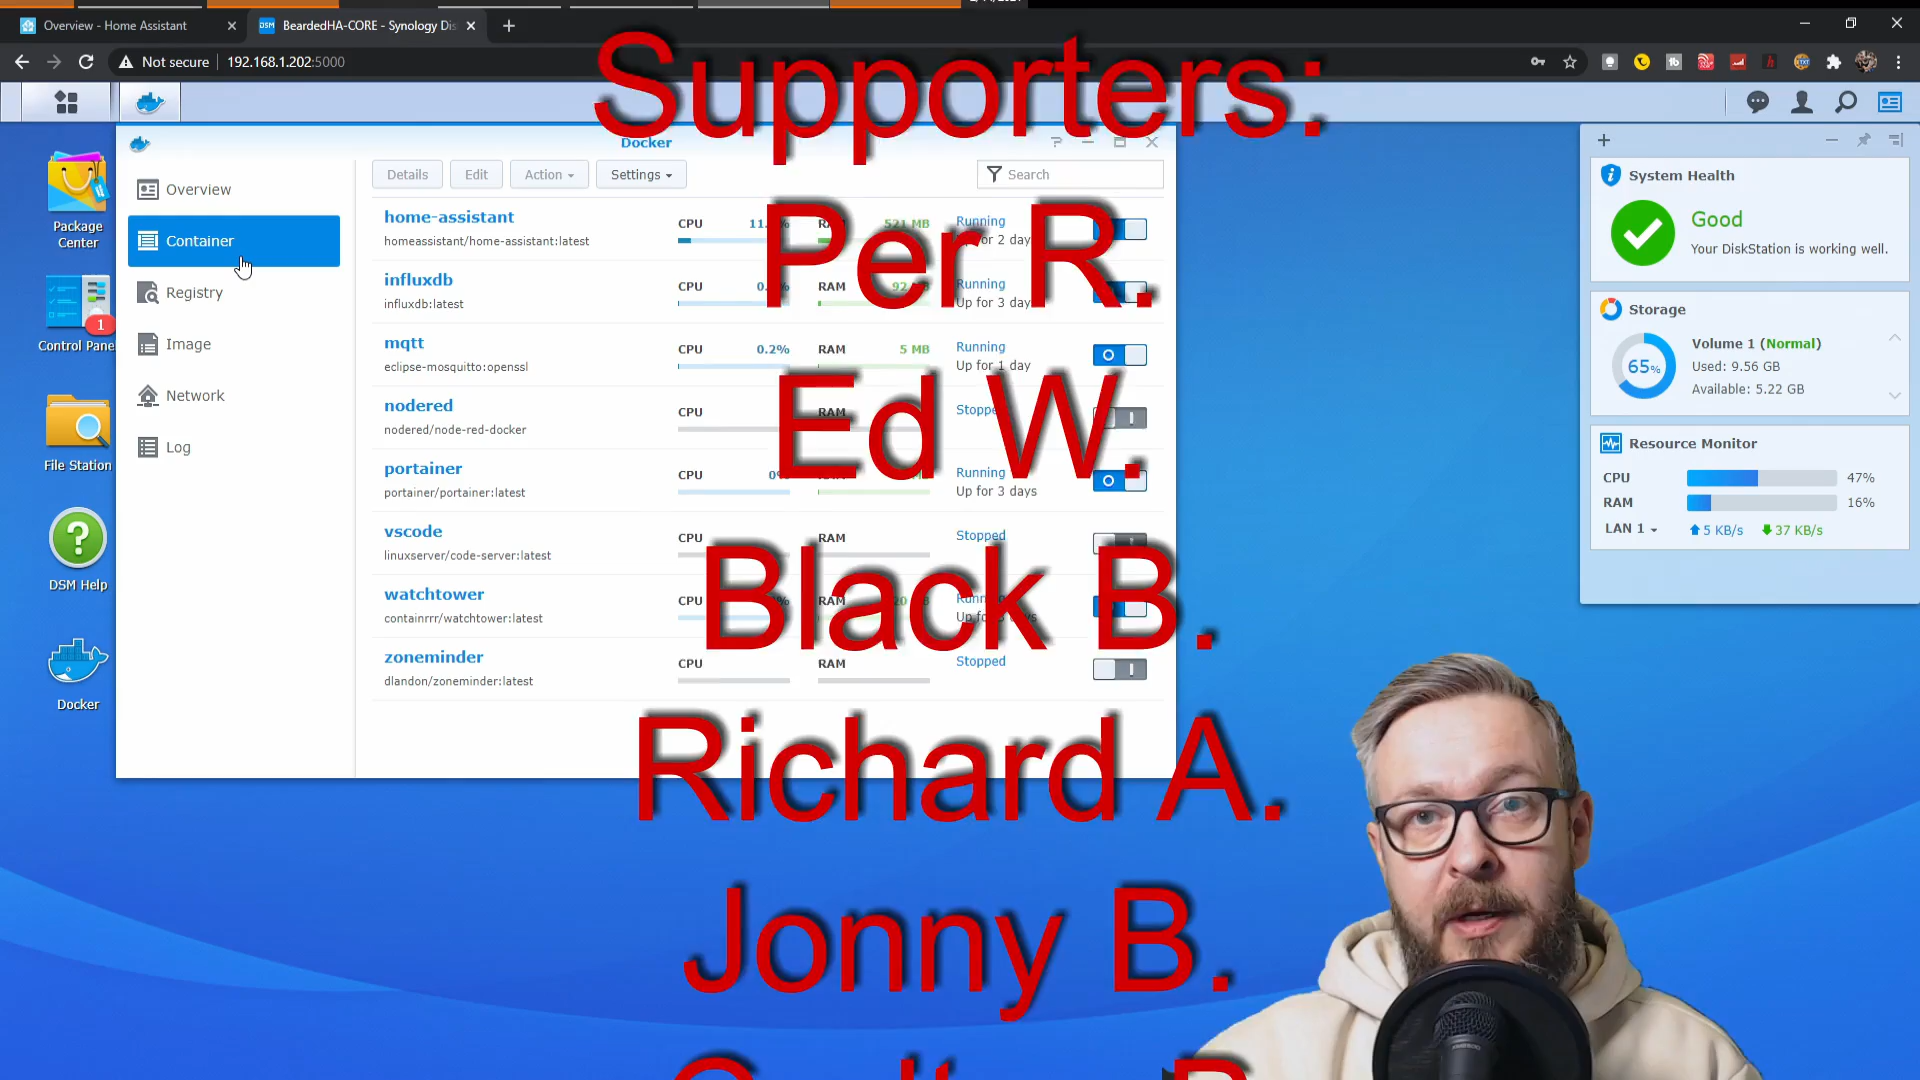 Overview - Home Assistant
BeardedHA-CORE - Synology Dis
Not secure
192.168.1.202:5000
Supporters:
Per R.
Ed W.
Black B.
Richard A.
Jonny B.
Package
Center
Control Pane
1
File Station
DSM Help
Docker
Docker
Overview
Container
Registry
Image
Network
Log
Details
Edit
Action
Settings
Search
home-assistant
homeassistant/home-assistant:latest
CPU
RAM
521 MB
Running
influxdb
influxdb:latest
CPU
RAM
Running
Up for 3 days
mqtt
eclipse-mosquitto:openssl
CPU 0.2%
RAM 5 MB
Running
Up for 1 day
nodered
nodered/node-red-docker
CPU
RAM
portainer
portainer/portainer:latest
CPU
Running
Up for 3 days
vscode
linuxserver/code-server:latest
CPU
RAM
Stopped
watchtower
containrrr/watchtower:latest
CPU
RAM
zoneminder
dlandon/zoneminder:latest
CPU
RAM
Stopped
System Health
Good
Your DiskStation is working well.
Storage
65%
Volume 1 (Normal)
Used: 9.56 GB
Available: 5.22 GB
Resource Monitor
CPU 47%
RAM 16%
LAN 1 5 KB/s 37 KB/s